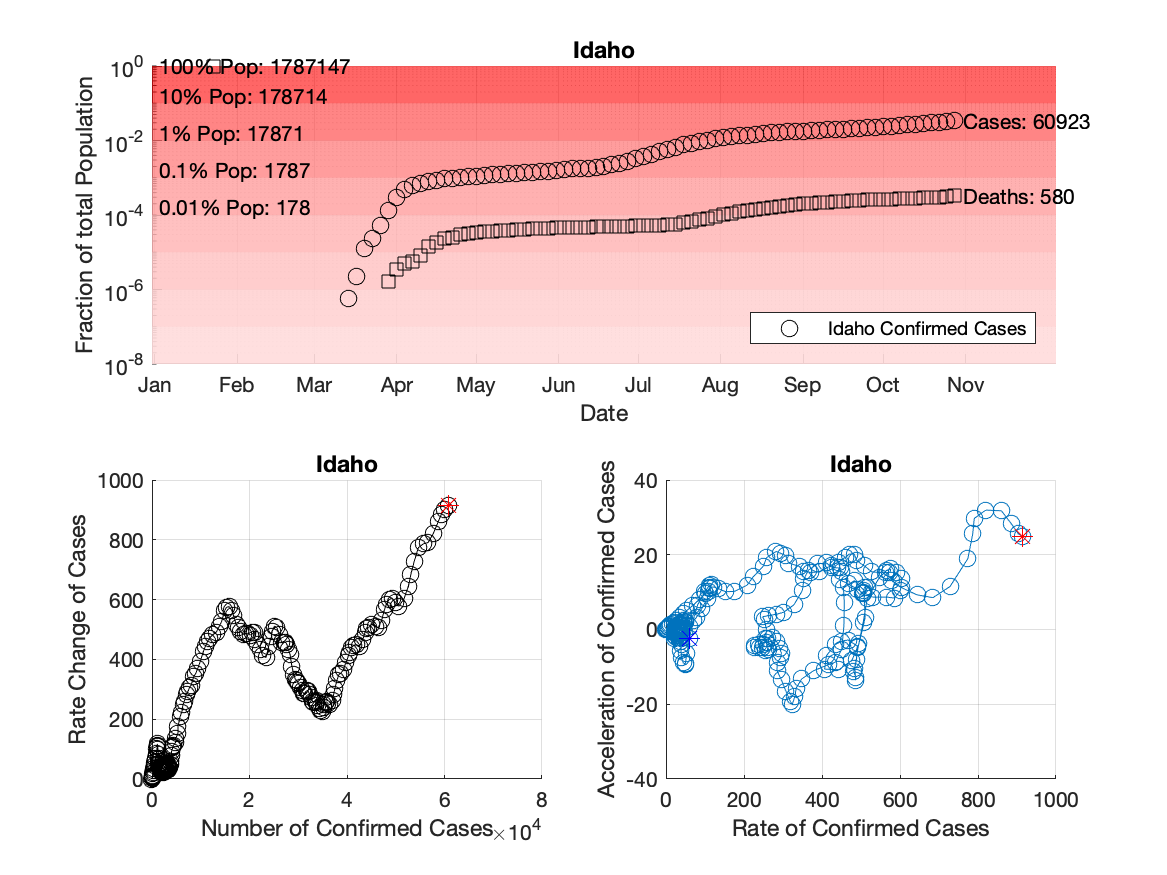 Idaho
Fraction of total Population
10^0
10^-2
10^-4
10^-6
10^-8
100% Pop: 1787147
10% Pop: 178714
1% Pop: 17871
0.1% Pop: 1787
0.01% Pop: 178
Cases: 60923
Deaths: 580
Idaho Confirmed Cases
Jan Feb Mar Apr May Jun Jul Aug Sep Oct Nov
Date
Idaho
Rate Change of Cases
1000
800
600
400
200
0
0 2 4 6 8
Number of Confirmed Cases ×10^4
Idaho
Acceleration of Confirmed Cases
40
20
0
-20
-40
0 200 400 600 800 1000
Rate of Confirmed Cases